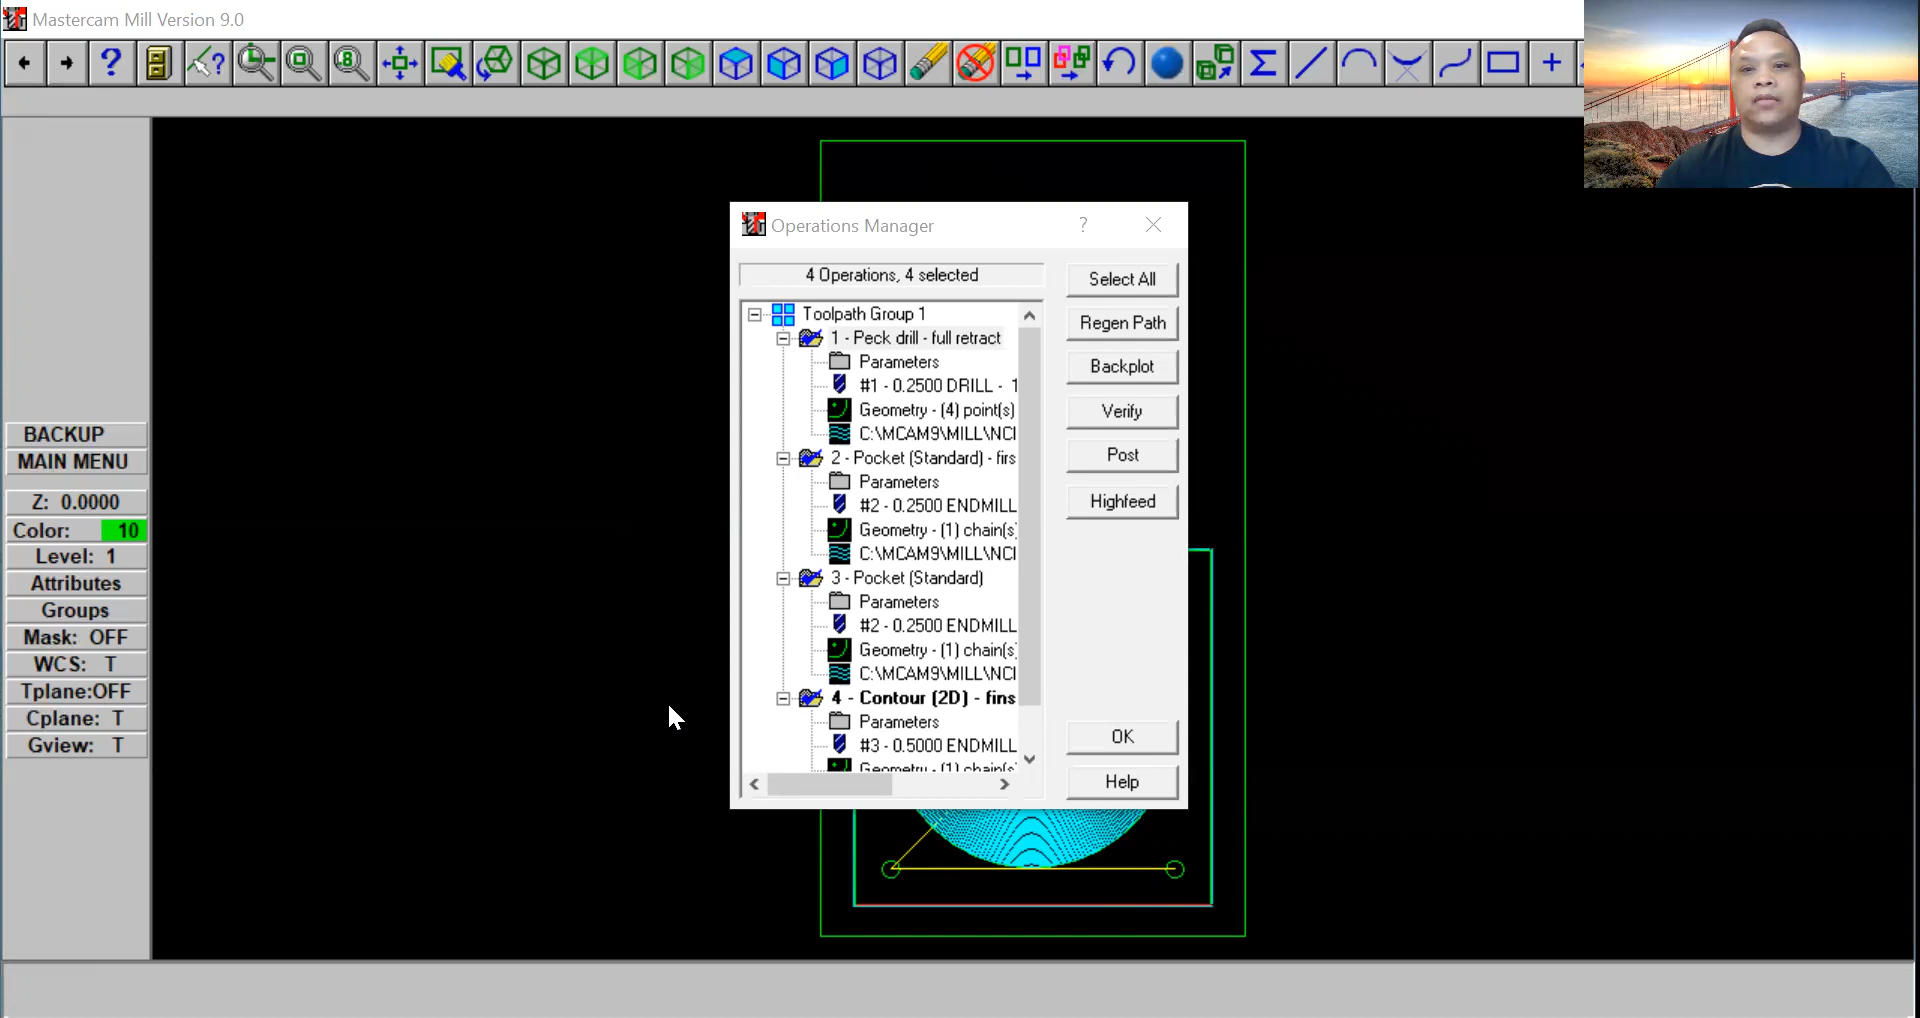 Mastercam Mill Version 9.0
Operations Manager
4 Operations, 4 selected
Toolpath Group 1
1 - Peck drill - full retract
Parameters
#1 - 0.2500 DRILL - 1
Geometry - (4) point(s)
C:\MCAM9\MILL\NCI
2 - Pocket (Standard) - firs
Parameters
#2 - 0.2500 ENDMILL
Geometry - (1) chain(s)
C:\MCAM9\MILL\NCI
3 - Pocket (Standard)
Parameters
#2 - 0.2500 ENDMILL
Geometry - (1) chain(s)
C:\MCAM9\MILL\NCI
4 - Contour (2D) - fins
Parameters
#3 - 0.5000 ENDMILL
Geometry - (1) chain(s
Select All
Regen Path
Backplot
Verify
Post
Highfeed
OK
Help
BACKUP
MAIN MENU
Z: 0.0000
Color: 10
Level: 1
Attributes
Groups
Mask: OFF
WCS: T
Tplane:OFF
Cplane: T
Gview: T